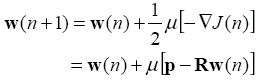 w(n+1) = w(n) + 1/2 μ[−∇J(n)]
= w(n) + μ[p − Rw(n)]